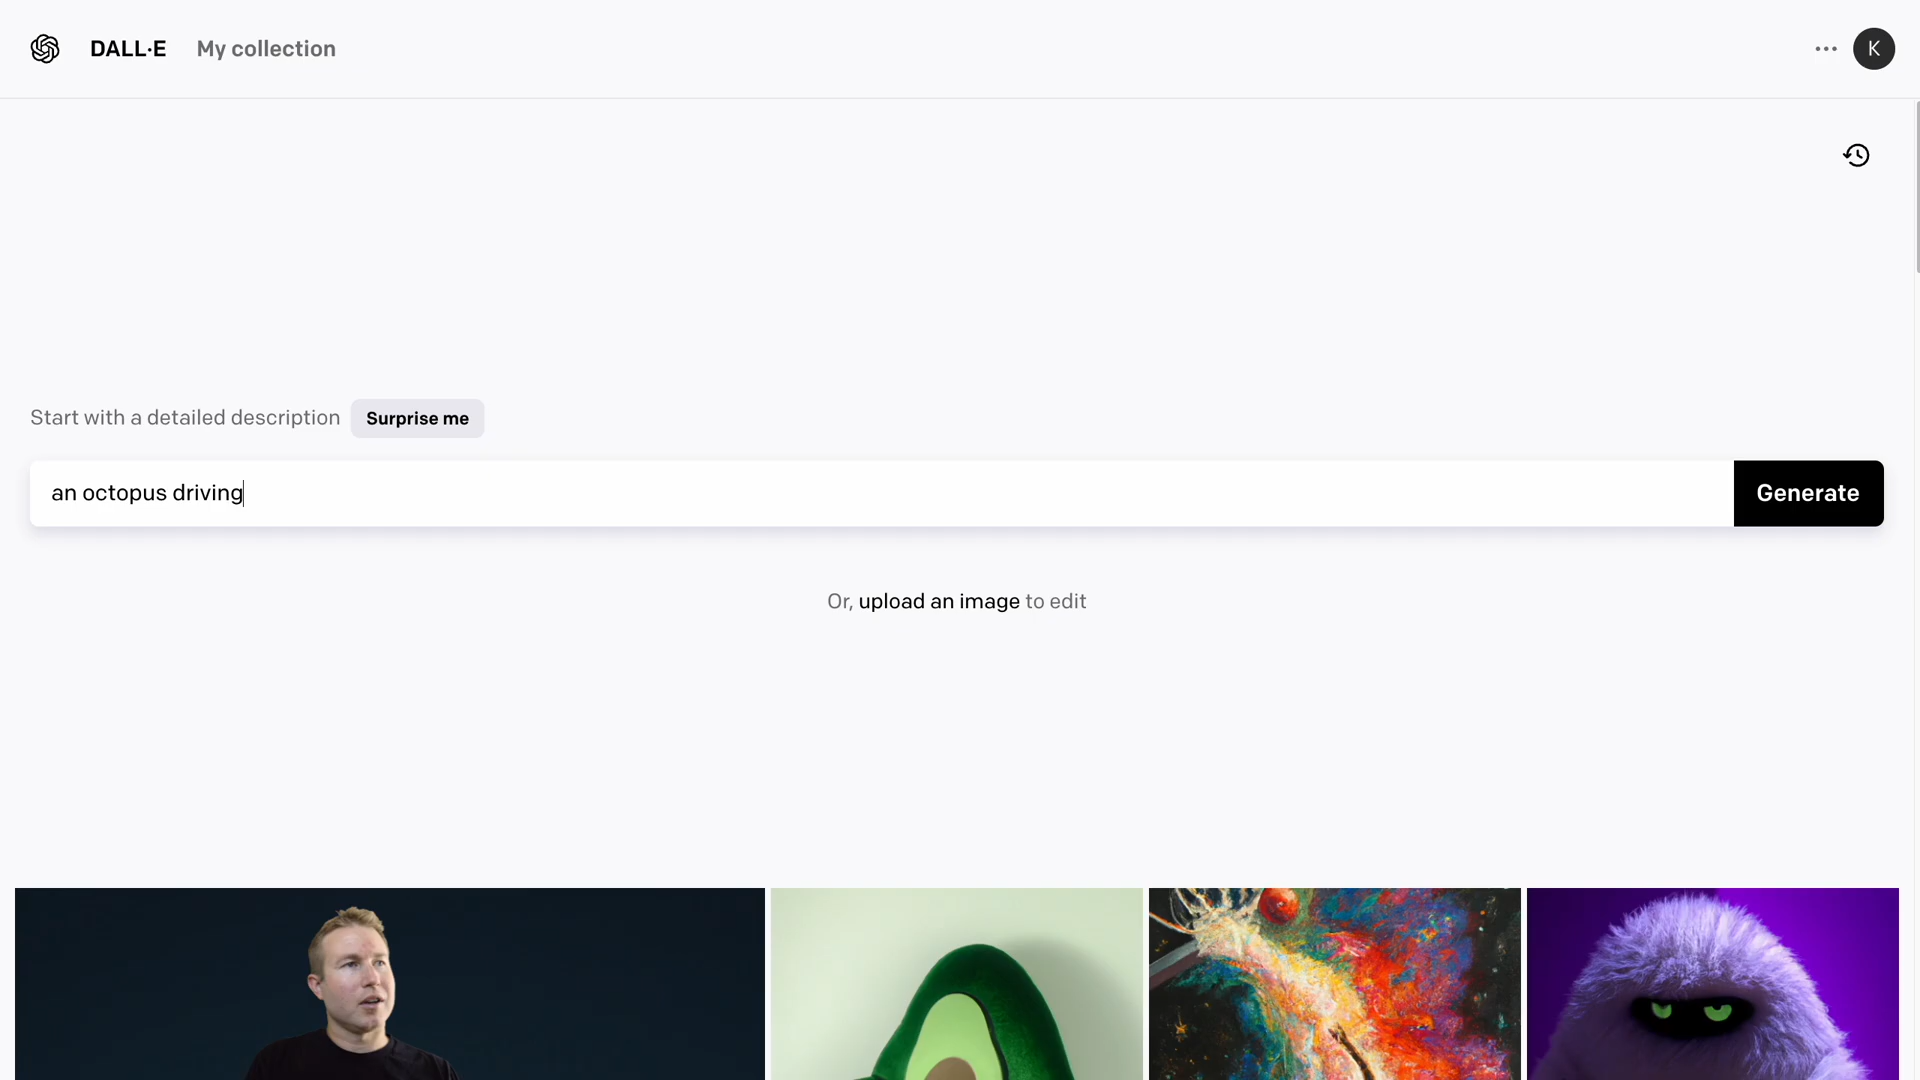 DALL·E My collection K
Start with a detailed description Surprise me
an octopus driving Generate
Or, upload an image to edit